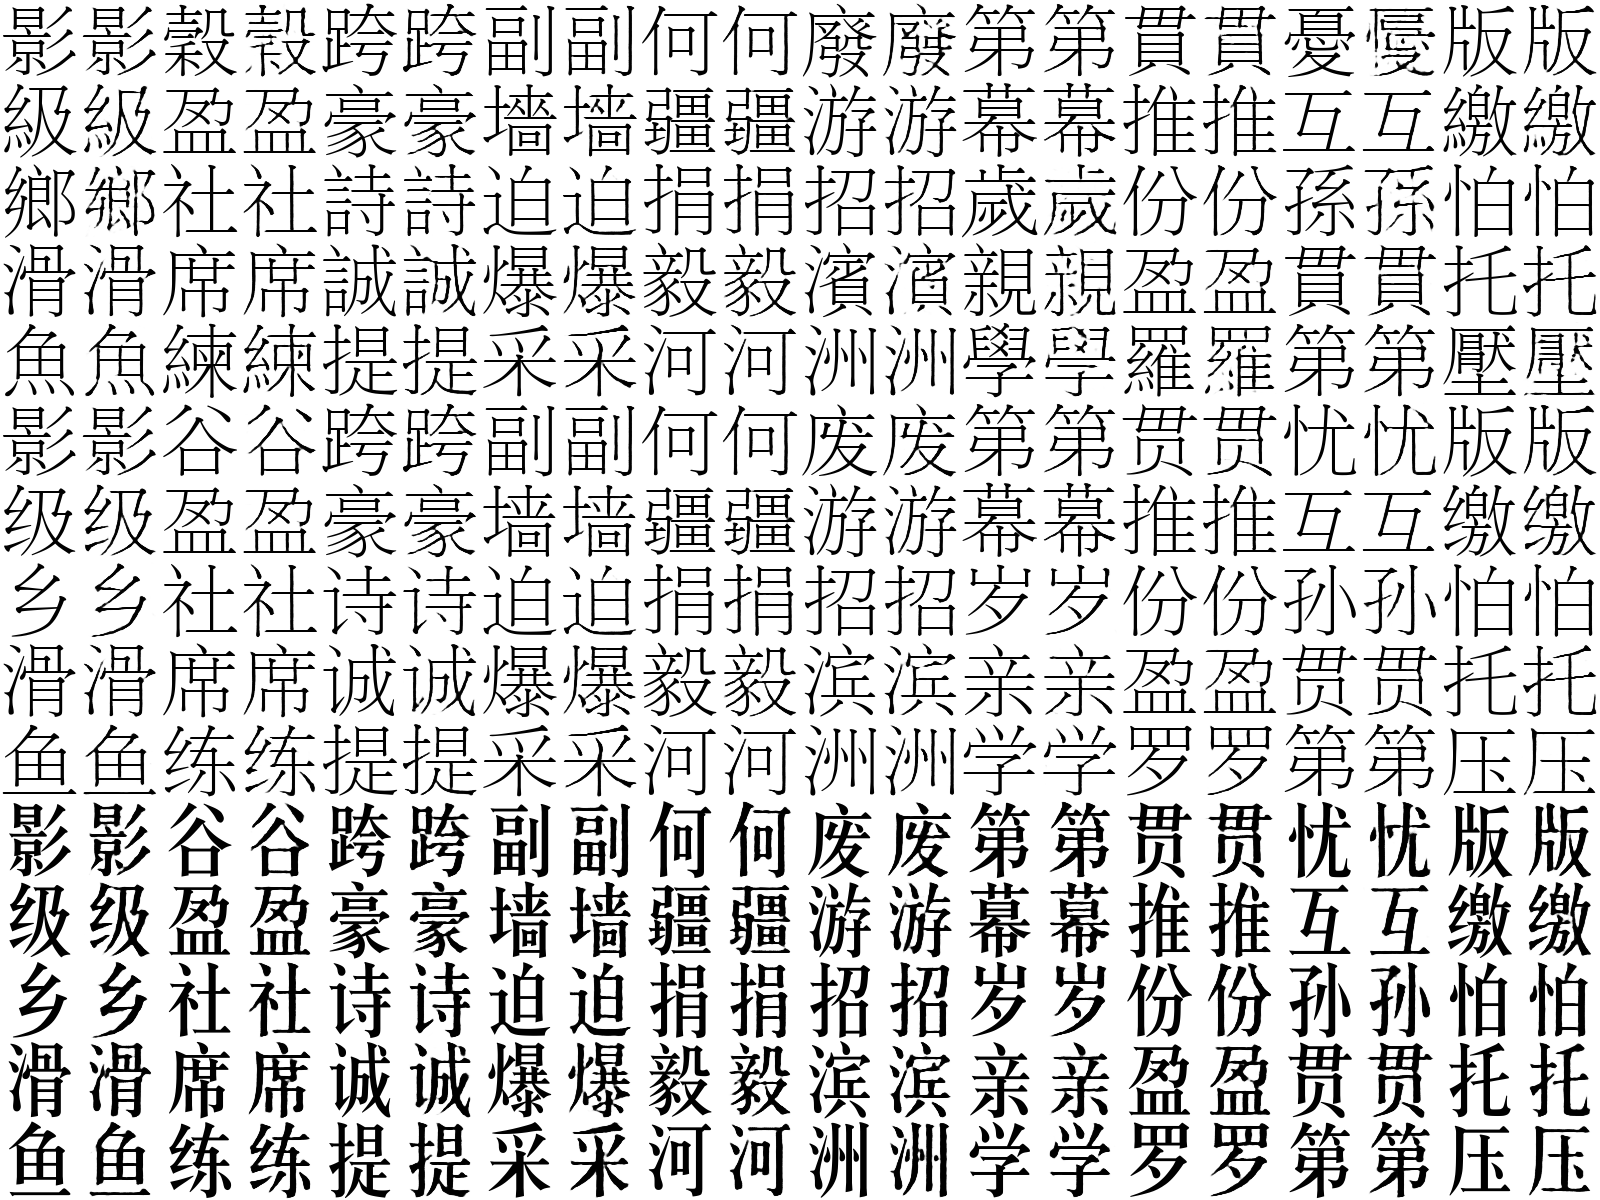 影影穀穀跨跨副副何何廢廢第第貫貫憂憂版版
級級盈盈豪豪墻墻疆疆游游幕幕推推互互繳繳
鄉鄉社社詩詩迫迫捐捐招招歲歲份份孫孫怕怕
滑滑席席誠誠爆爆毅毅濱濱親親盈盈貫貫托托
魚魚練練提提采采河河洲洲學學羅羅第第壓壓
影影谷谷跨跨副副何何废废第第贯贯忧忧版版
级级盈盈豪豪墙墙疆疆游游幕幕推推互互缴缴
乡乡社社诗诗迫迫捐捐招招岁岁份份孙孙怕怕
滑滑席席诚诚爆爆毅毅滨滨亲亲盈盈贯贯托托
鱼鱼练练提提采采河河洲洲学学罗罗第第压压
影影谷谷跨跨副副何何废废第第贯贯忧忧版版
级级盈盈豪豪墙墙疆疆游游幕幕推推互互缴缴
乡乡社社诗诗迫迫捐捐招招岁岁份份孙孙怕怕
滑滑席席诚诚爆爆毅毅滨滨亲亲盈盈贯贯托托
鱼鱼练练提提采采河河洲洲学学罗罗第第压压